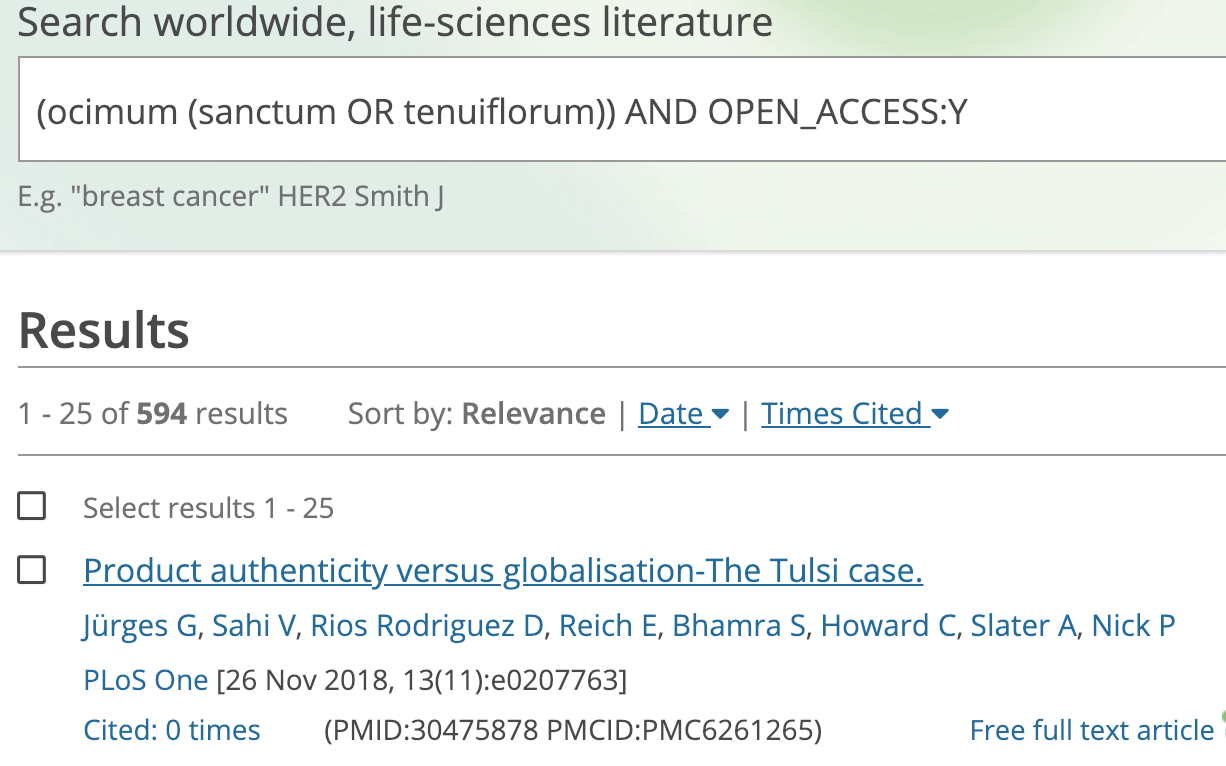 Search worldwide, life-sciences literature
(ocimum (sanctum OR tenuiflorum)) AND OPEN_ACCESS:Y
E.g. "breast cancer" HER2 Smith J
Results
1 - 25 of 594 results Sort by: Relevance | Date | Times Cited
Select results 1 - 25
Product authenticity versus globalisation-The Tulsi case.
Jürges G, Sahi V, Rios Rodriguez D, Reich E, Bhamra S, Howard C, Slater A, Nick P
PLoS One [26 Nov 2018, 13(11):e0207763]
Cited: 0 times (PMID:30475878 PMCID:PMC6261265) Free full text article